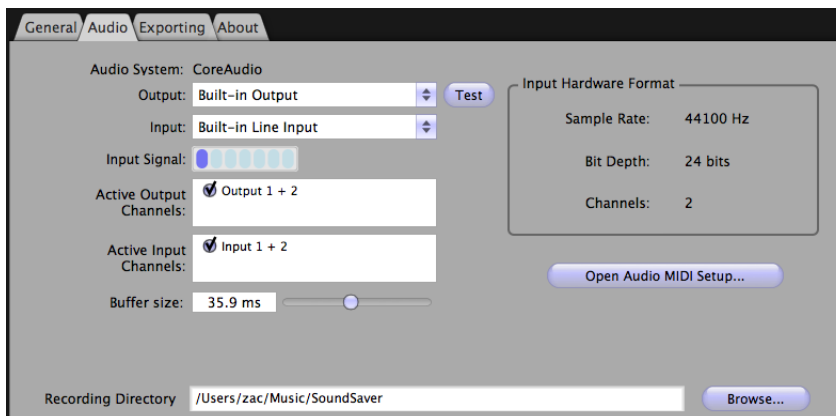 General Audio Exporting About
Audio System: CoreAudio
Output: Built-in Output Test
Input: Built-in Line Input
Input Signal:
Active Output Channels: Output 1 + 2
Active Input Channels: Input 1 + 2
Buffer size: 35.9 ms
Input Hardware Format
Sample Rate: 44100 Hz
Bit Depth: 24 bits
Channels: 2
Open Audio MIDI Setup...
Recording Directory /Users/zac/Music/SoundSaver Browse...